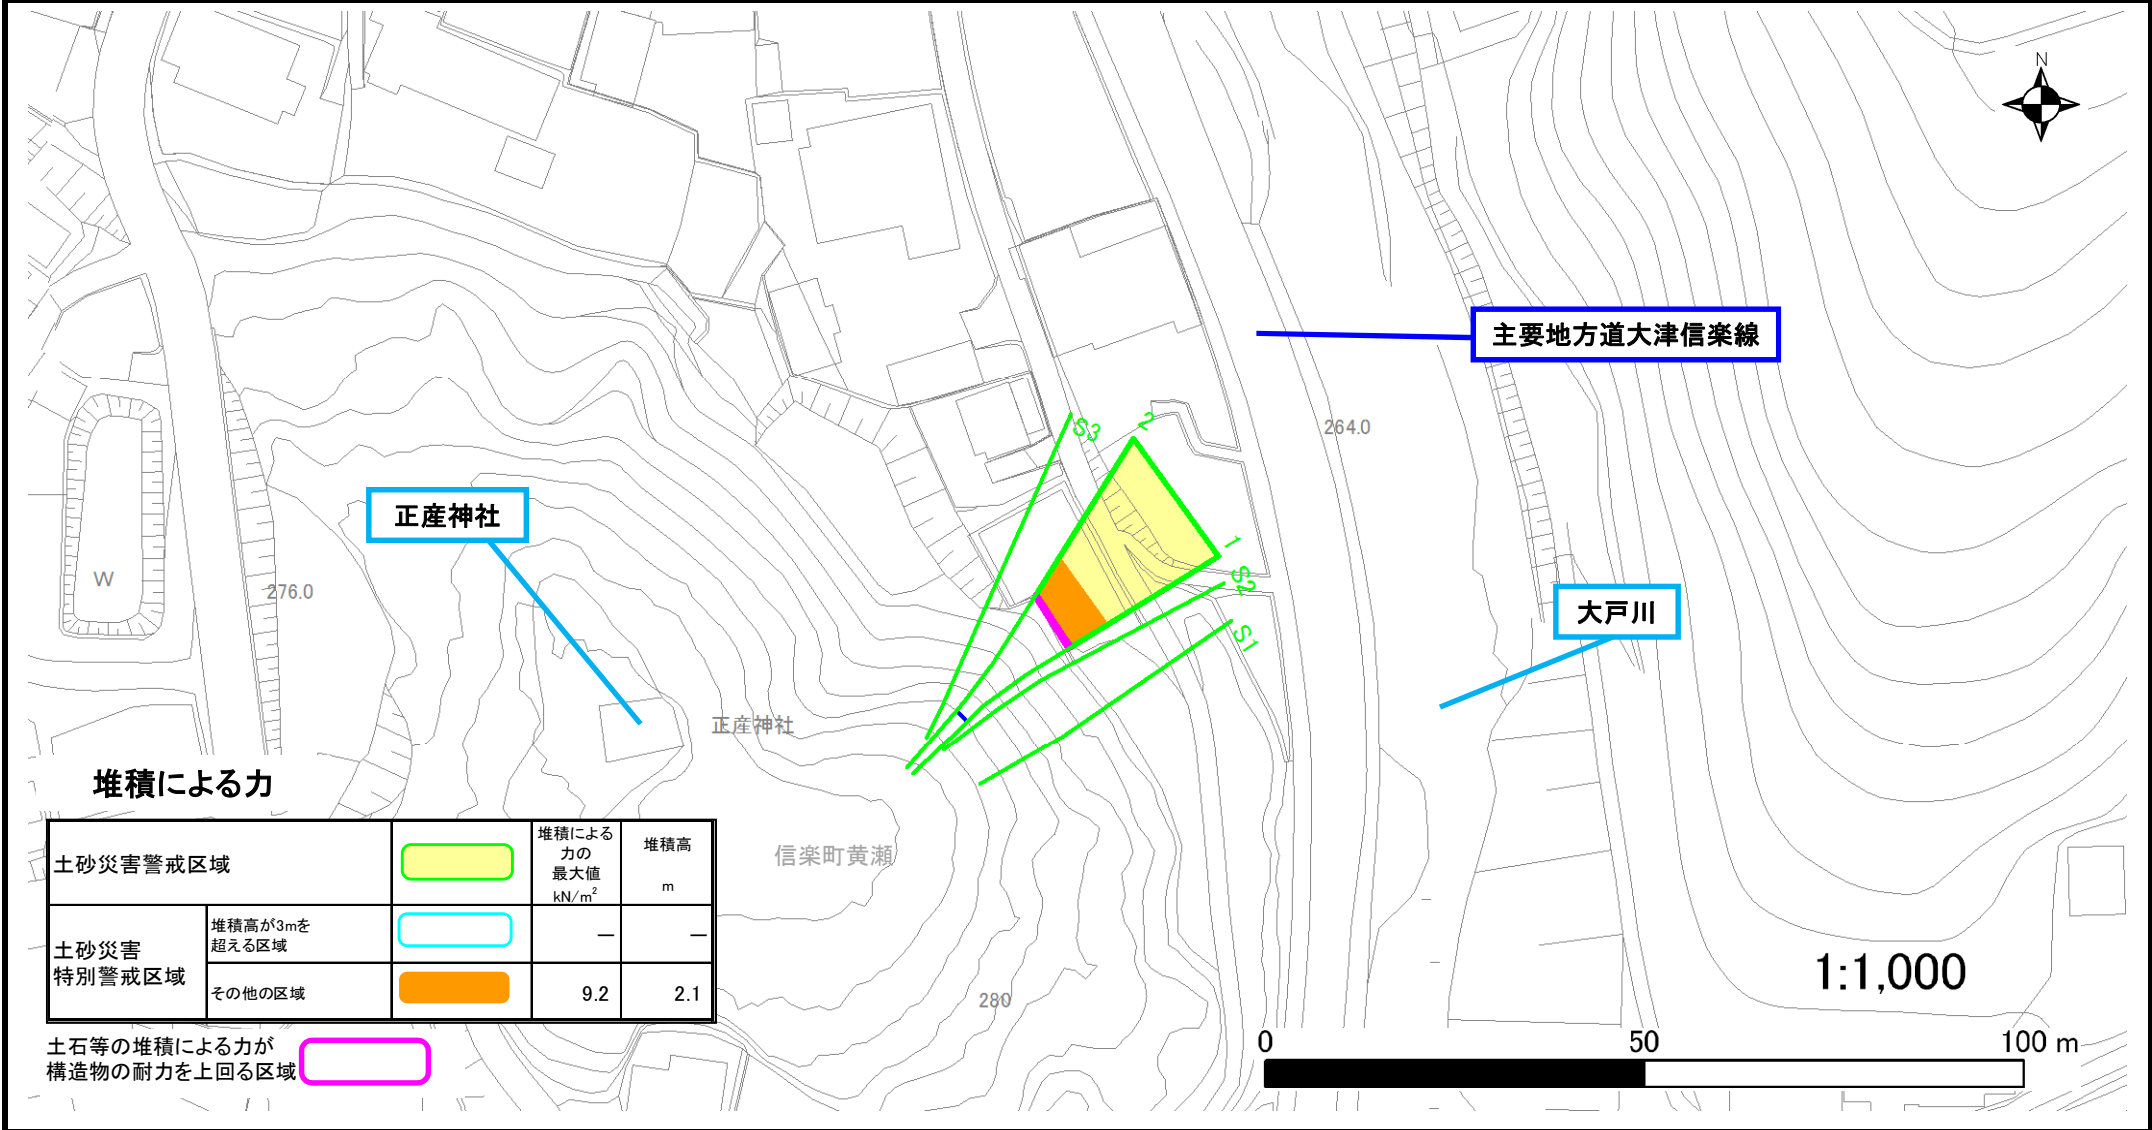 N
主要地方道大津信楽線
S3
2
264.0
正産神社
1
S2
W
276.0
大戸川
S1
正産神社
堆積による力
信楽町黄瀬
土砂災害警戒区域
堆積による
力の
最大値
kN/m²
堆積高
m
土砂災害
特別警戒区域
堆積高が3mを
超える区域
—
—
その他の区域
9.2
2.1
280
1:1,000
土石等の堆積による力が
構造物の耐力を上回る区域
0
50
100 m